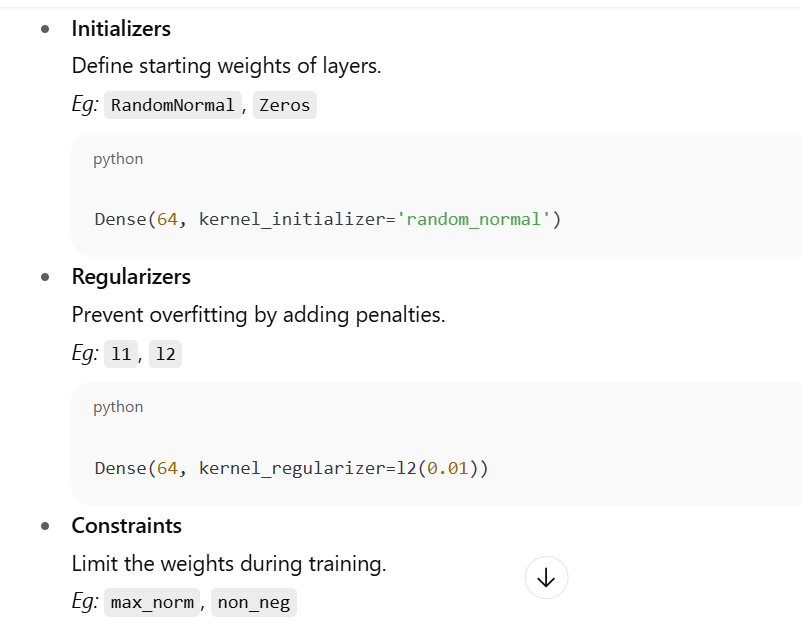 Initializers
Define starting weights of layers.
Eg: RandomNormal, Zeros
python
Dense(64, kernel_initializer='random_normal')
Regularizers
Prevent overfitting by adding penalties.
Eg: l1, l2
python
Dense(64, kernel_regularizer=l2(0.01))
Constraints
Limit the weights during training.
Eg: max_norm, non_neg